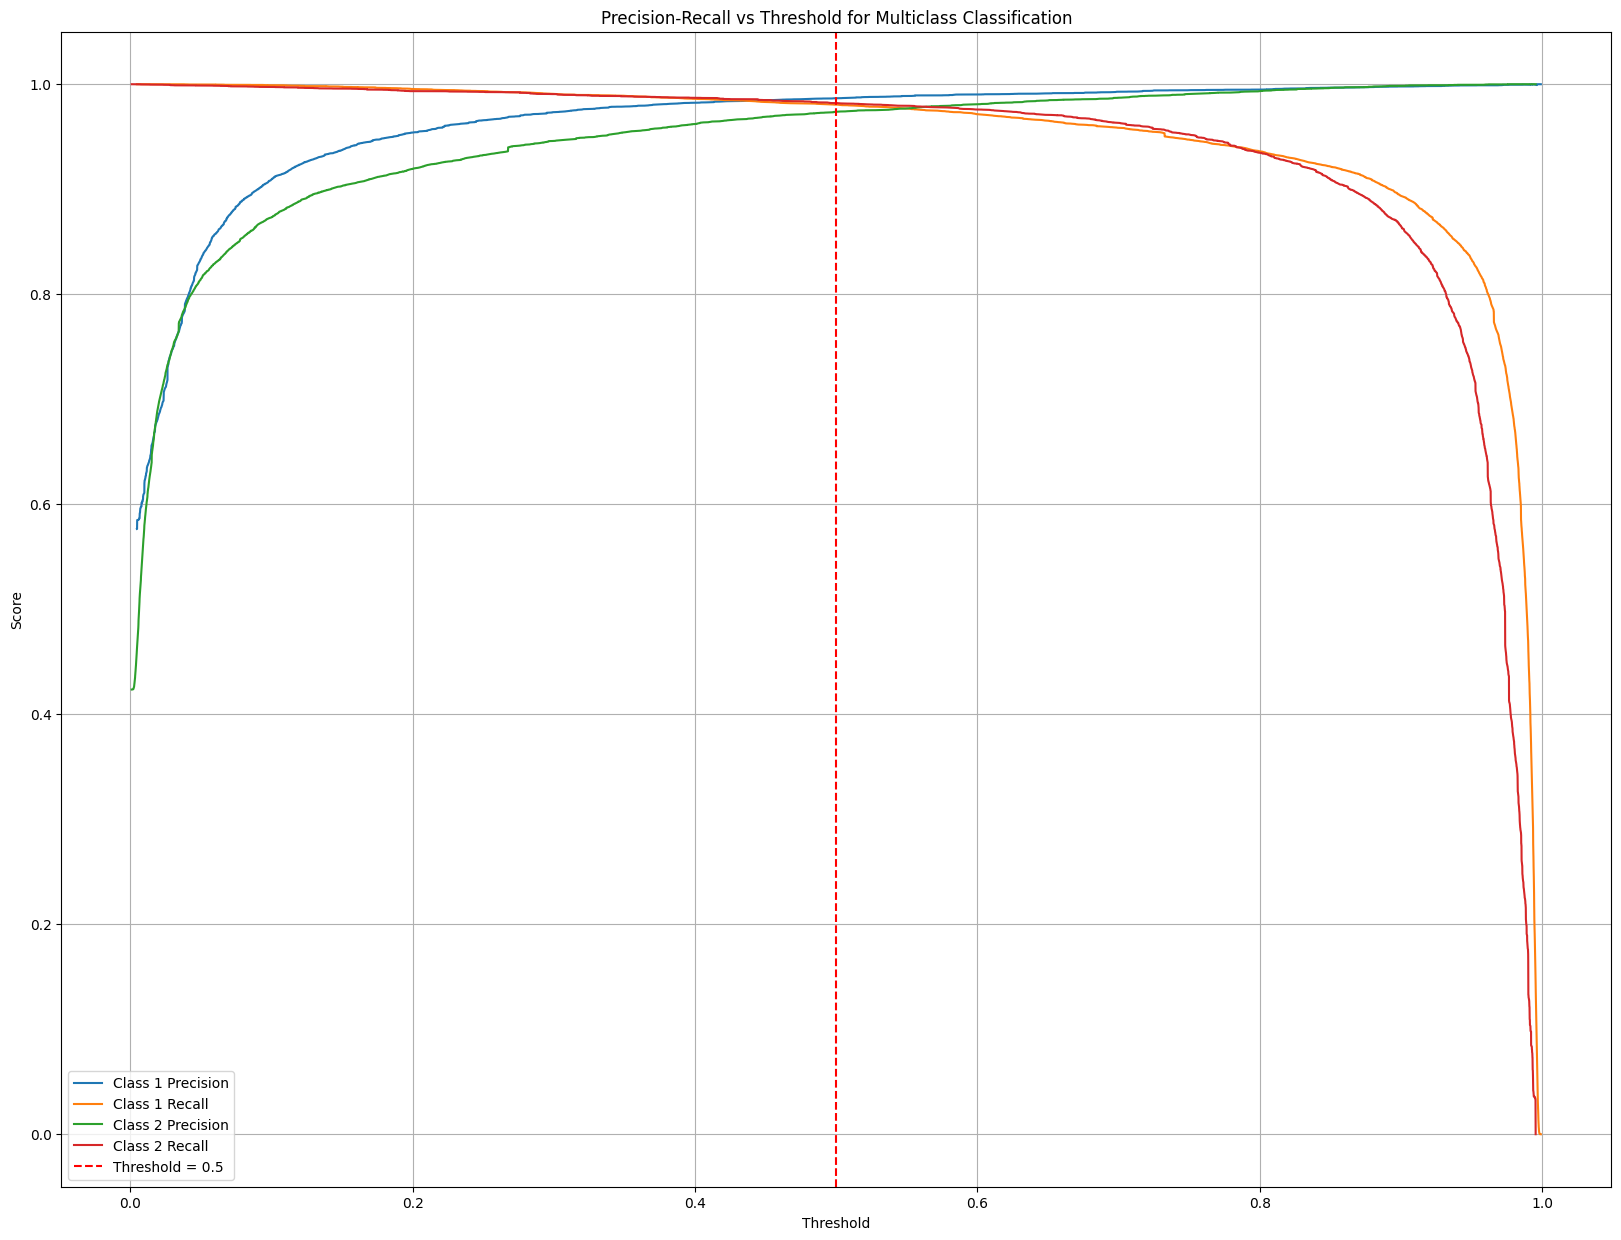 Precision-Recall vs Threshold for Multiclass Classification
1.0
0.8
0.6
0.4
0.2
0.0
Score
Class 1 Precision
Class 1 Recall
Class 2 Precision
Class 2 Recall
Threshold = 0.5
0.0 0.2 0.4 0.6 0.8 1.0
Threshold